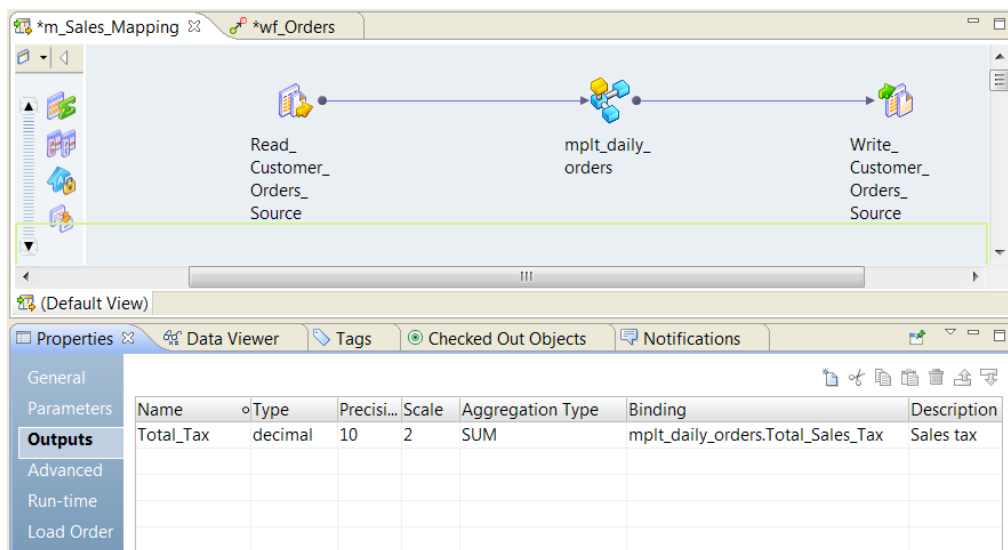 *m_Sales_Mapping *wf_Orders
Read_
Customer_
Orders_
Source
mplt_daily_
orders
Write_
Customer_
Orders_
Source
(Default View)
Properties Data Viewer Tags Checked Out Objects Notifications
General
Parameters
Outputs
Advanced
Run-time
Load Order
Name Type Precisi... Scale Aggregation Type Binding Description
Total_Tax decimal 10 2 SUM mplt_daily_orders.Total_Sales_Tax Sales tax